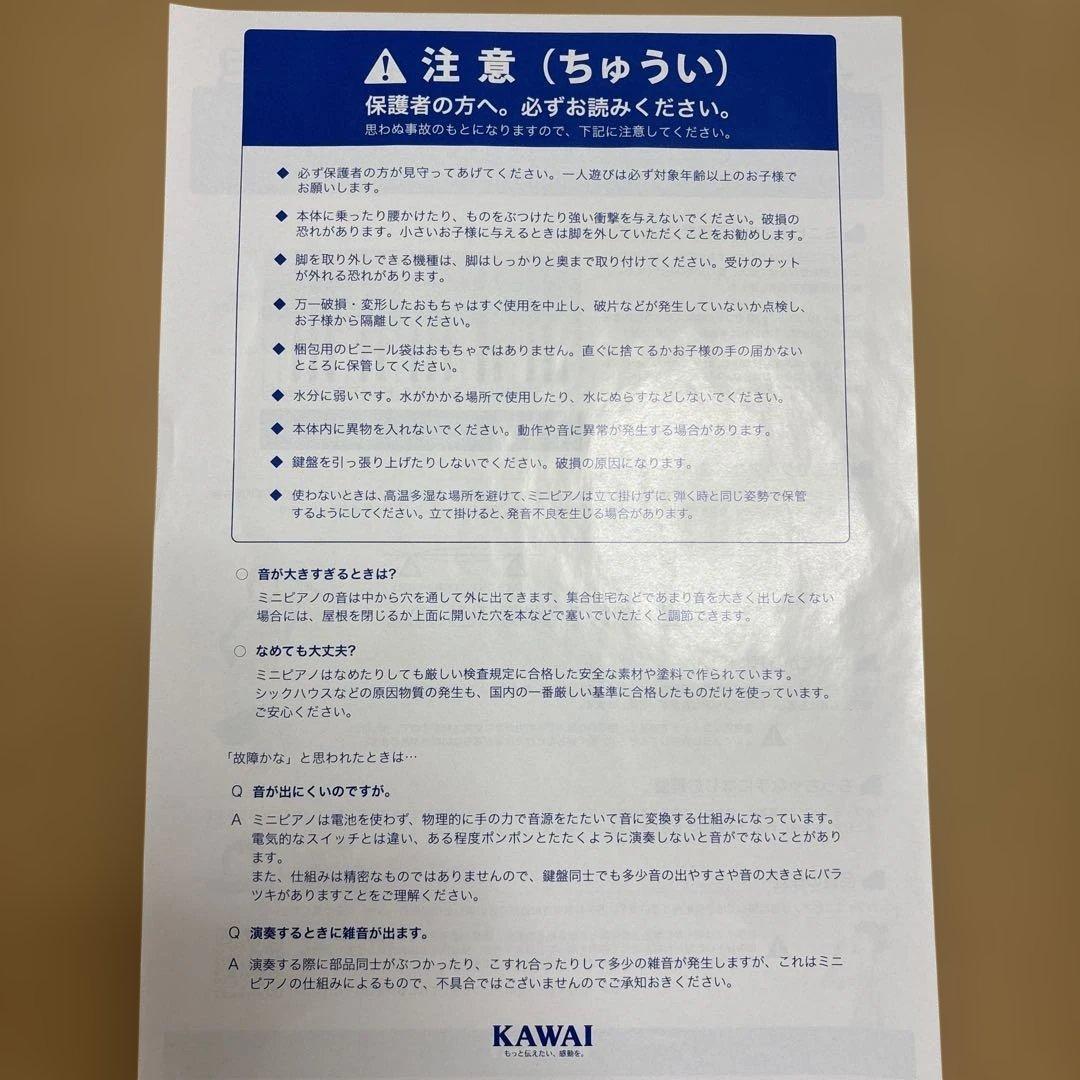 注意（ちゅうい）
保護者の方へ。必ずお読みください。
思わぬ事故のもとになりますので、下記に注意してください。
◆ 必ず保護者の方が見守ってあげてください。一人遊びは必ず対象年齢以上のお子様で
お願いします。
◆ 本体に乗ったり腰かけたり、ものをぶつけたり強い衝撃を与えないでください。破損の
恐れがあります。小さいお子様に与えるときは脚を外していただくことをお勧めします。
◆ 脚を取り外しできる機種は、脚はしっかりと奥まで取り付けてください。受けのナット
が外れる恐れがあります。
◆ 万一破損・変形したおもちゃはすぐ使用を中止し、破片などが発生していないか点検し、
お子様から隔離してください。
◆ 梱包用のビニール袋はおもちゃではありません。直ぐに捨てるかお子様の手の届かない
ところに保管してください。
◆ 水分に弱いです。水がかかる場所で使用したり、水にぬらすなどしないでください。
◆ 本体内に異物を入れないでください。動作や音に異常が発生する場合があります。
◆ 鍵盤を引っ張り上げたりしないでください。破損の原因になります。
◆ 使わないときは、高温多湿な場所を避けて、ミニピアノは立て掛けずに、弾く時と同じ姿勢で保管
するようにしてください。立て掛けると、発音不良を生じる場合があります。
○ 音が大きすぎるときは?
ミニピアノの音は中から穴を通して外に出てきます、集合住宅などであまり音を大きく出したくない
場合には、屋根を閉じるか上面に開いた穴を本などで塞いでいただくと調節できます。
○ なめても大丈夫?
ミニピアノはなめたりしても厳しい検査規定に合格した安全な素材や塗料で作られています。
シックハウスなどの原因物質の発生も、国内の一番厳しい基準に合格したものだけを使っています。
ご安心ください。
「故障かな」と思われたときは…
Q 音が出にくいのですが。
A ミニピアノは電池を使わず、物理的に手の力で音源をたたいて音に変換する仕組みになっています。
電気的なスイッチとは違い、ある程度ポンポンとたたくように演奏しないと音がでないことがあり
ます。
また、仕組みは精密なものではありませんので、鍵盤同士でも多少音の出やすさや音の大きさにバラ
ツキがありますことをご理解ください。
Q 演奏するときに雑音が出ます。
A 演奏する際に部品同士がぶつかったり、こすれ合ったりして多少の雑音が発生しますが、これはミニ
ピアノの仕組みによるもので、不具合ではございませんのでご承知おきください。
KAWAI
もっと伝えたい、感動を。